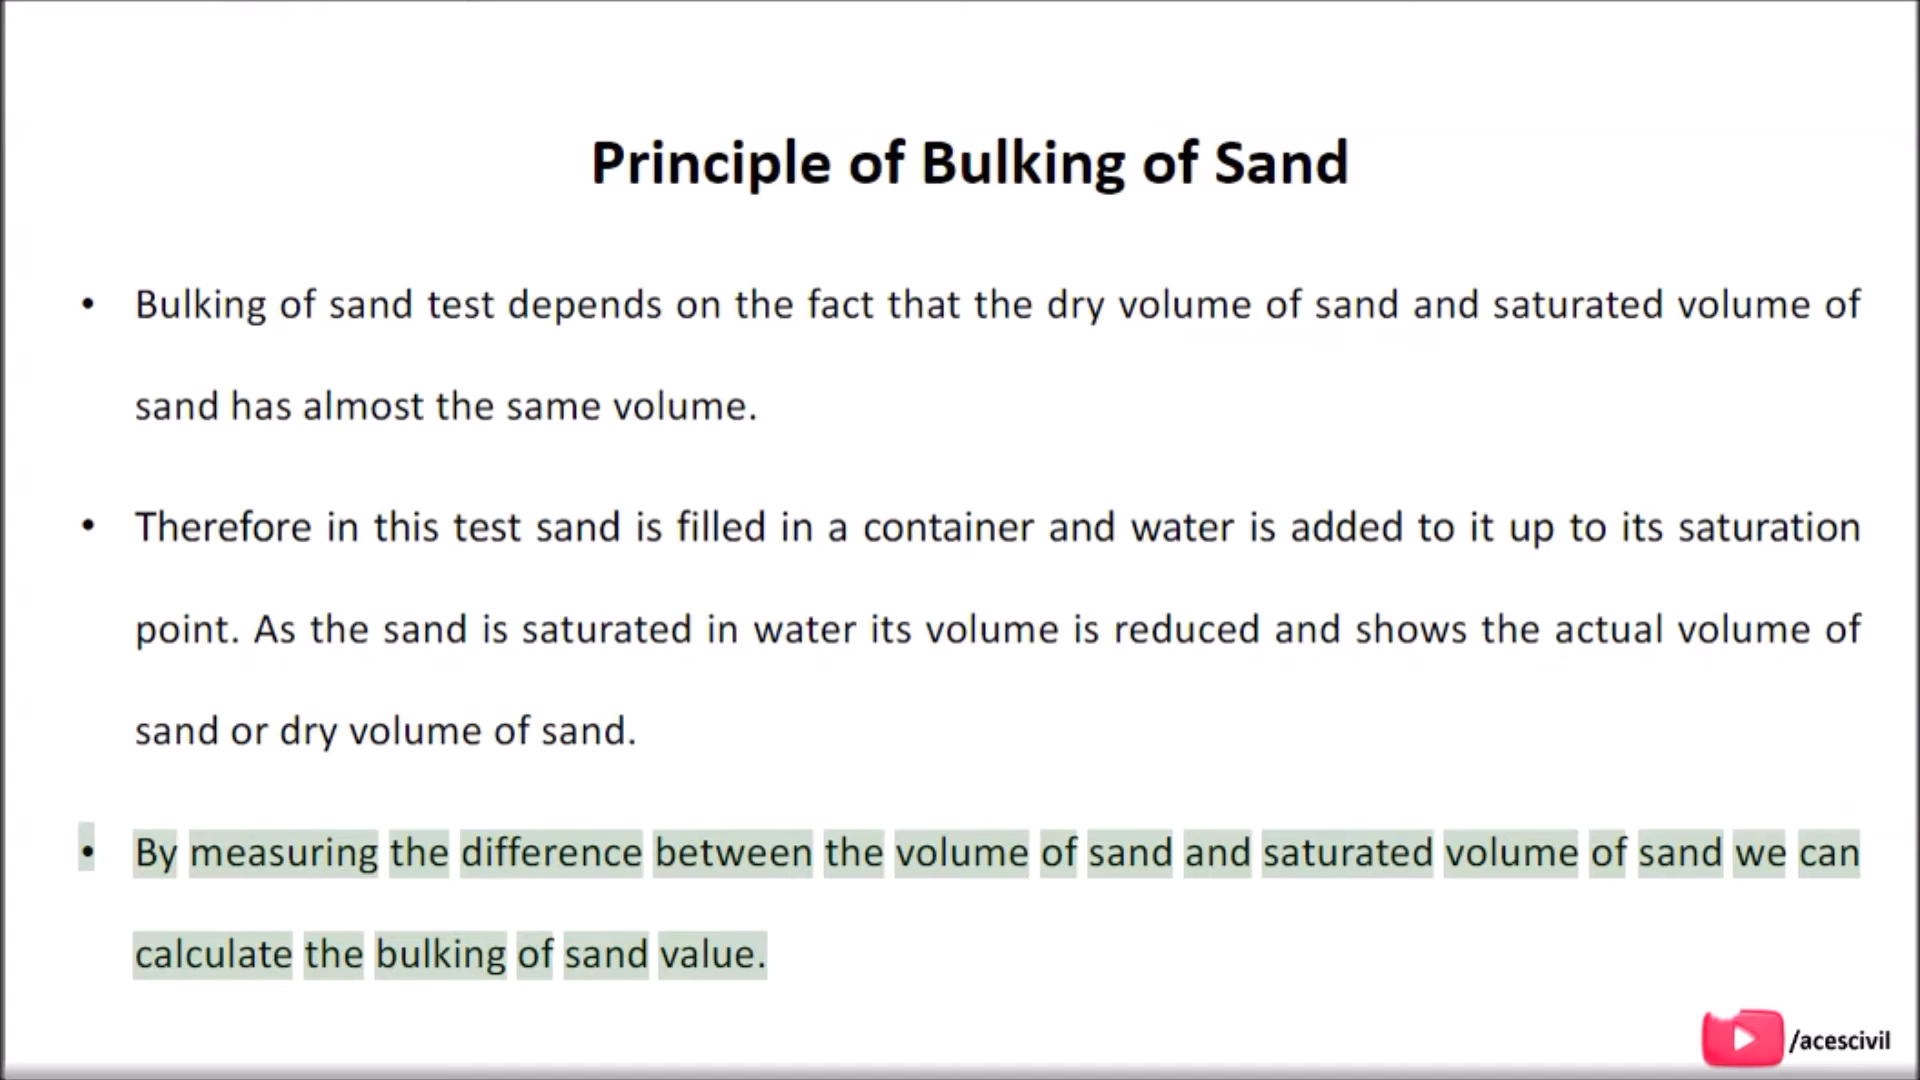 Principle of Bulking of Sand
• Bulking of sand test depends on the fact that the dry volume of sand and saturated volume of
sand has almost the same volume.
• Therefore in this test sand is filled in a container and water is added to it up to its saturation
point. As the sand is saturated in water its volume is reduced and shows the actual volume of
sand or dry volume of sand.
• By measuring the difference between the volume of sand and saturated volume of sand we can
calculate the bulking of sand value.
/acescivil